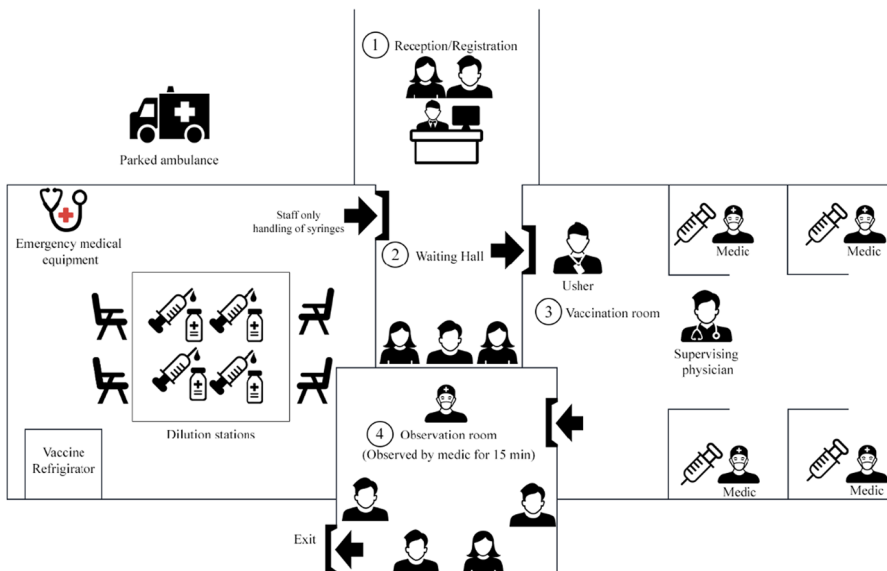 1 Reception/Registration
Parked ambulance
Emergency medical
equipment
Staff only
handling of syringes
2 Waiting Hall
Usher
Medic
Medic
3 Vaccination room
Supervising
physician
Dilution stations
Vaccine
Refrigirator
4 Observation room
(Observed by medic for 15 min)
Medic
Medic
Exit